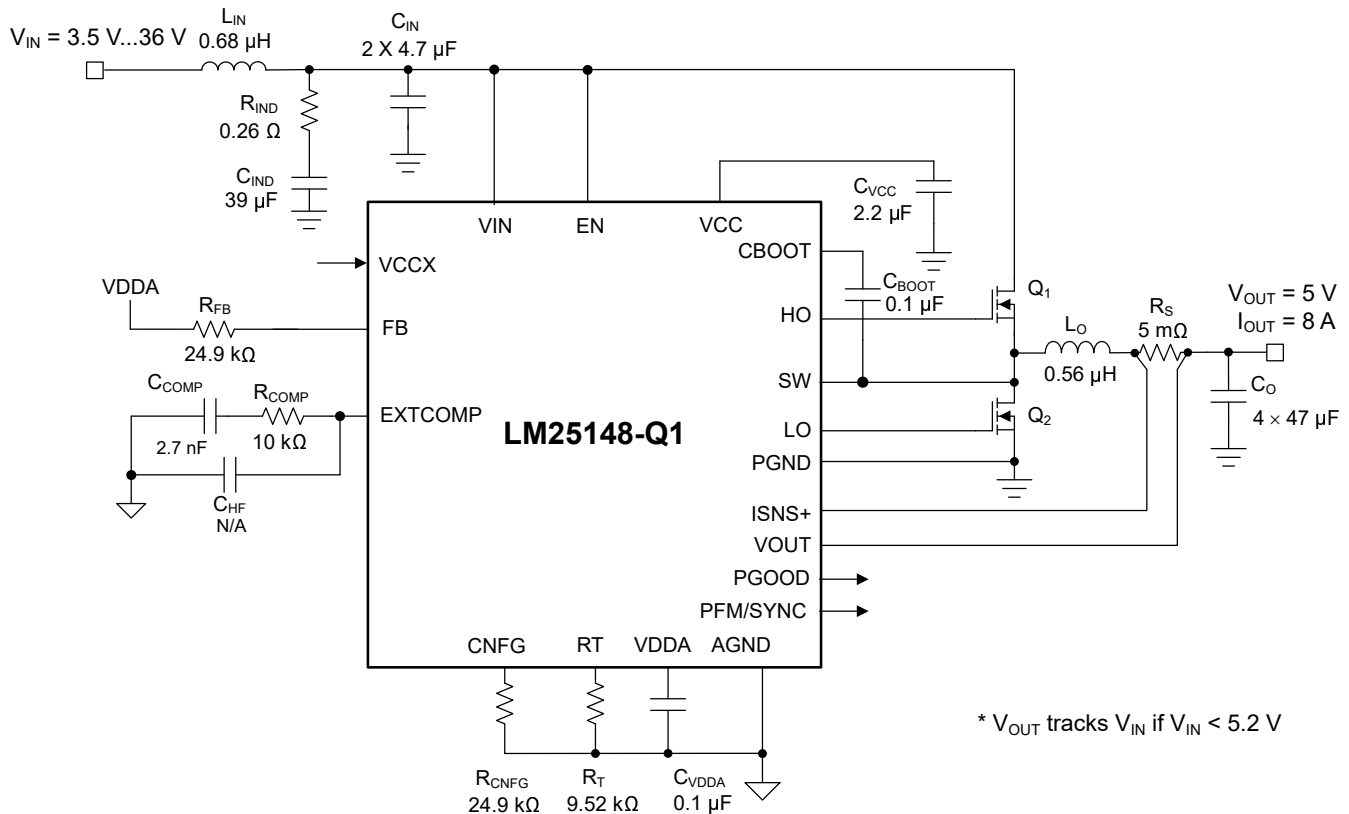 V_IN = 3.5 V...36 V
L_IN
0.68 µH
C_IN
2 X 4.7 µF
R_IND
0.26 Ω
C_IND
39 µF
C_VCC
2.2 µF
VIN
EN
VCC
VCCX
CBOOT
C_BOOT
0.1 µF
Q_1
V_OUT = 5 V
I_OUT = 8 A
VDDA
R_FB
24.9 kΩ
FB
HO
L_O
0.56 µH
R_S
5 mΩ
SW
C_O
4 × 47 µF
C_COMP
2.7 nF
R_COMP
10 kΩ
EXTCOMP
LM25148-Q1
LO
Q_2
PGND
C_HF
N/A
ISNS+
VOUT
PGOOD
PFM/SYNC
CNFG
RT
VDDA
AGND
* V_OUT tracks V_IN if V_IN < 5.2 V
R_CNFG
24.9 kΩ
R_T
9.52 kΩ
C_VDDA
0.1 µF